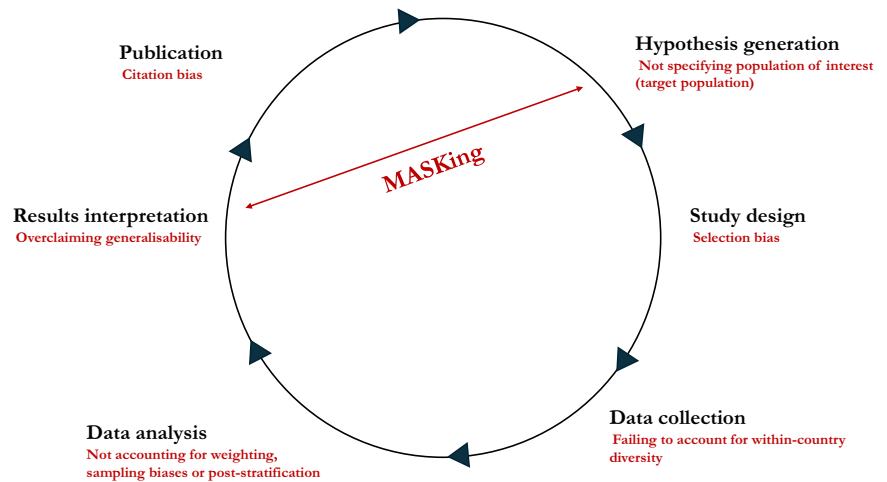 Publication
Citation bias
Hypothesis generation
Not specifying population of interest
(target population)
MASKing
Results interpretation
Overclaiming generalisability
Study design
Selection bias
Data collection
Failing to account for within-country
diversity
Data analysis
Not accounting for weighting,
sampling biases or post-stratification